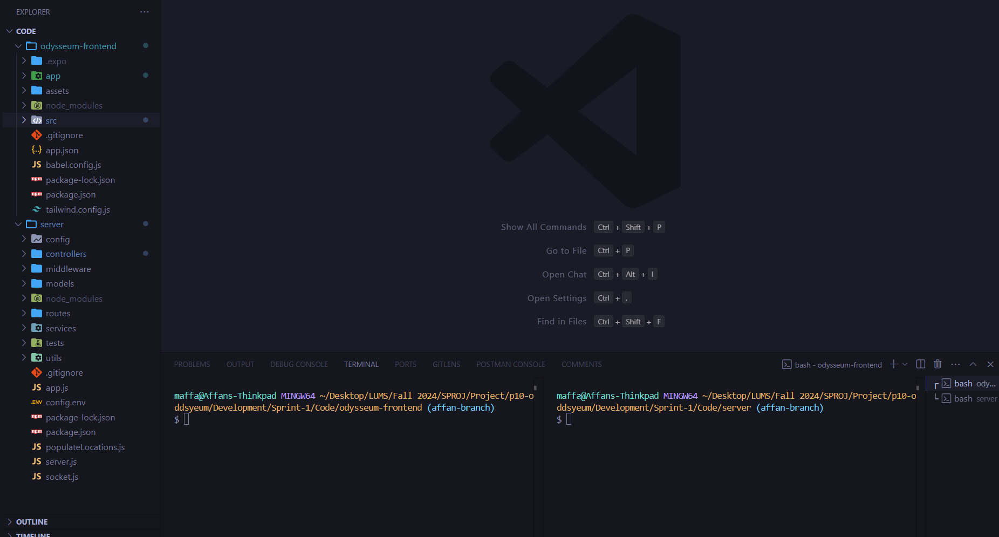 EXPLORER
CODE
odysseum-frontend
.expo
app
assets
node_modules
src
.gitignore
app.json
babel.config.js
package-lock.json
package.json
tailwind.config.js
server
config
controllers
middleware
models
node_modules
routes
services
tests
utils
.gitignore
app.js
config.env
package-lock.json
package.json
populateLocations.js
server.js
socket.js
OUTLINE
TIMELINE
Show All Commands Ctrl + Shift + P
Go to File Ctrl + P
Open Chat Ctrl + Alt + I
Open Settings Ctrl + ,
Find in Files Ctrl + Shift + F
PROBLEMS OUTPUT DEBUG CONSOLE TERMINAL PORTS GITLENS POSTMAN CONSOLE COMMENTS bash - odysseum-frontend
maffa@Affans-Thinkpad MINGW64 ~/Desktop/LUMS/Fall 2024/SPROJ/Project/p10-o
ddsyeum/Development/Sprint-1/Code/odysseum-frontend (affan-branch)
$
maffa@Affans-Thinkpad MINGW64 ~/Desktop/LUMS/Fall 2024/SPROJ/Project/p10-o
ddsyeum/Development/Sprint-1/Code/server (affan-branch)
$
bash ody...
bash server